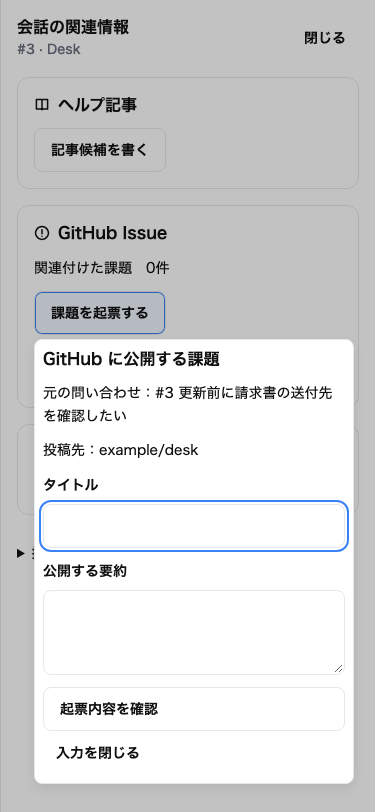 会話の関連情報
#3 · Desk
閉じる
ヘルプ記事
記事候補を書く
GitHub Issue
関連付けた課題 0件
課題を起票する
GitHub に公開する課題
元の問い合わせ：#3 更新前に請求書の送付先
を確認したい
投稿先：example/desk
タイトル
公開する要約
起票内容を確認
入力を閉じる